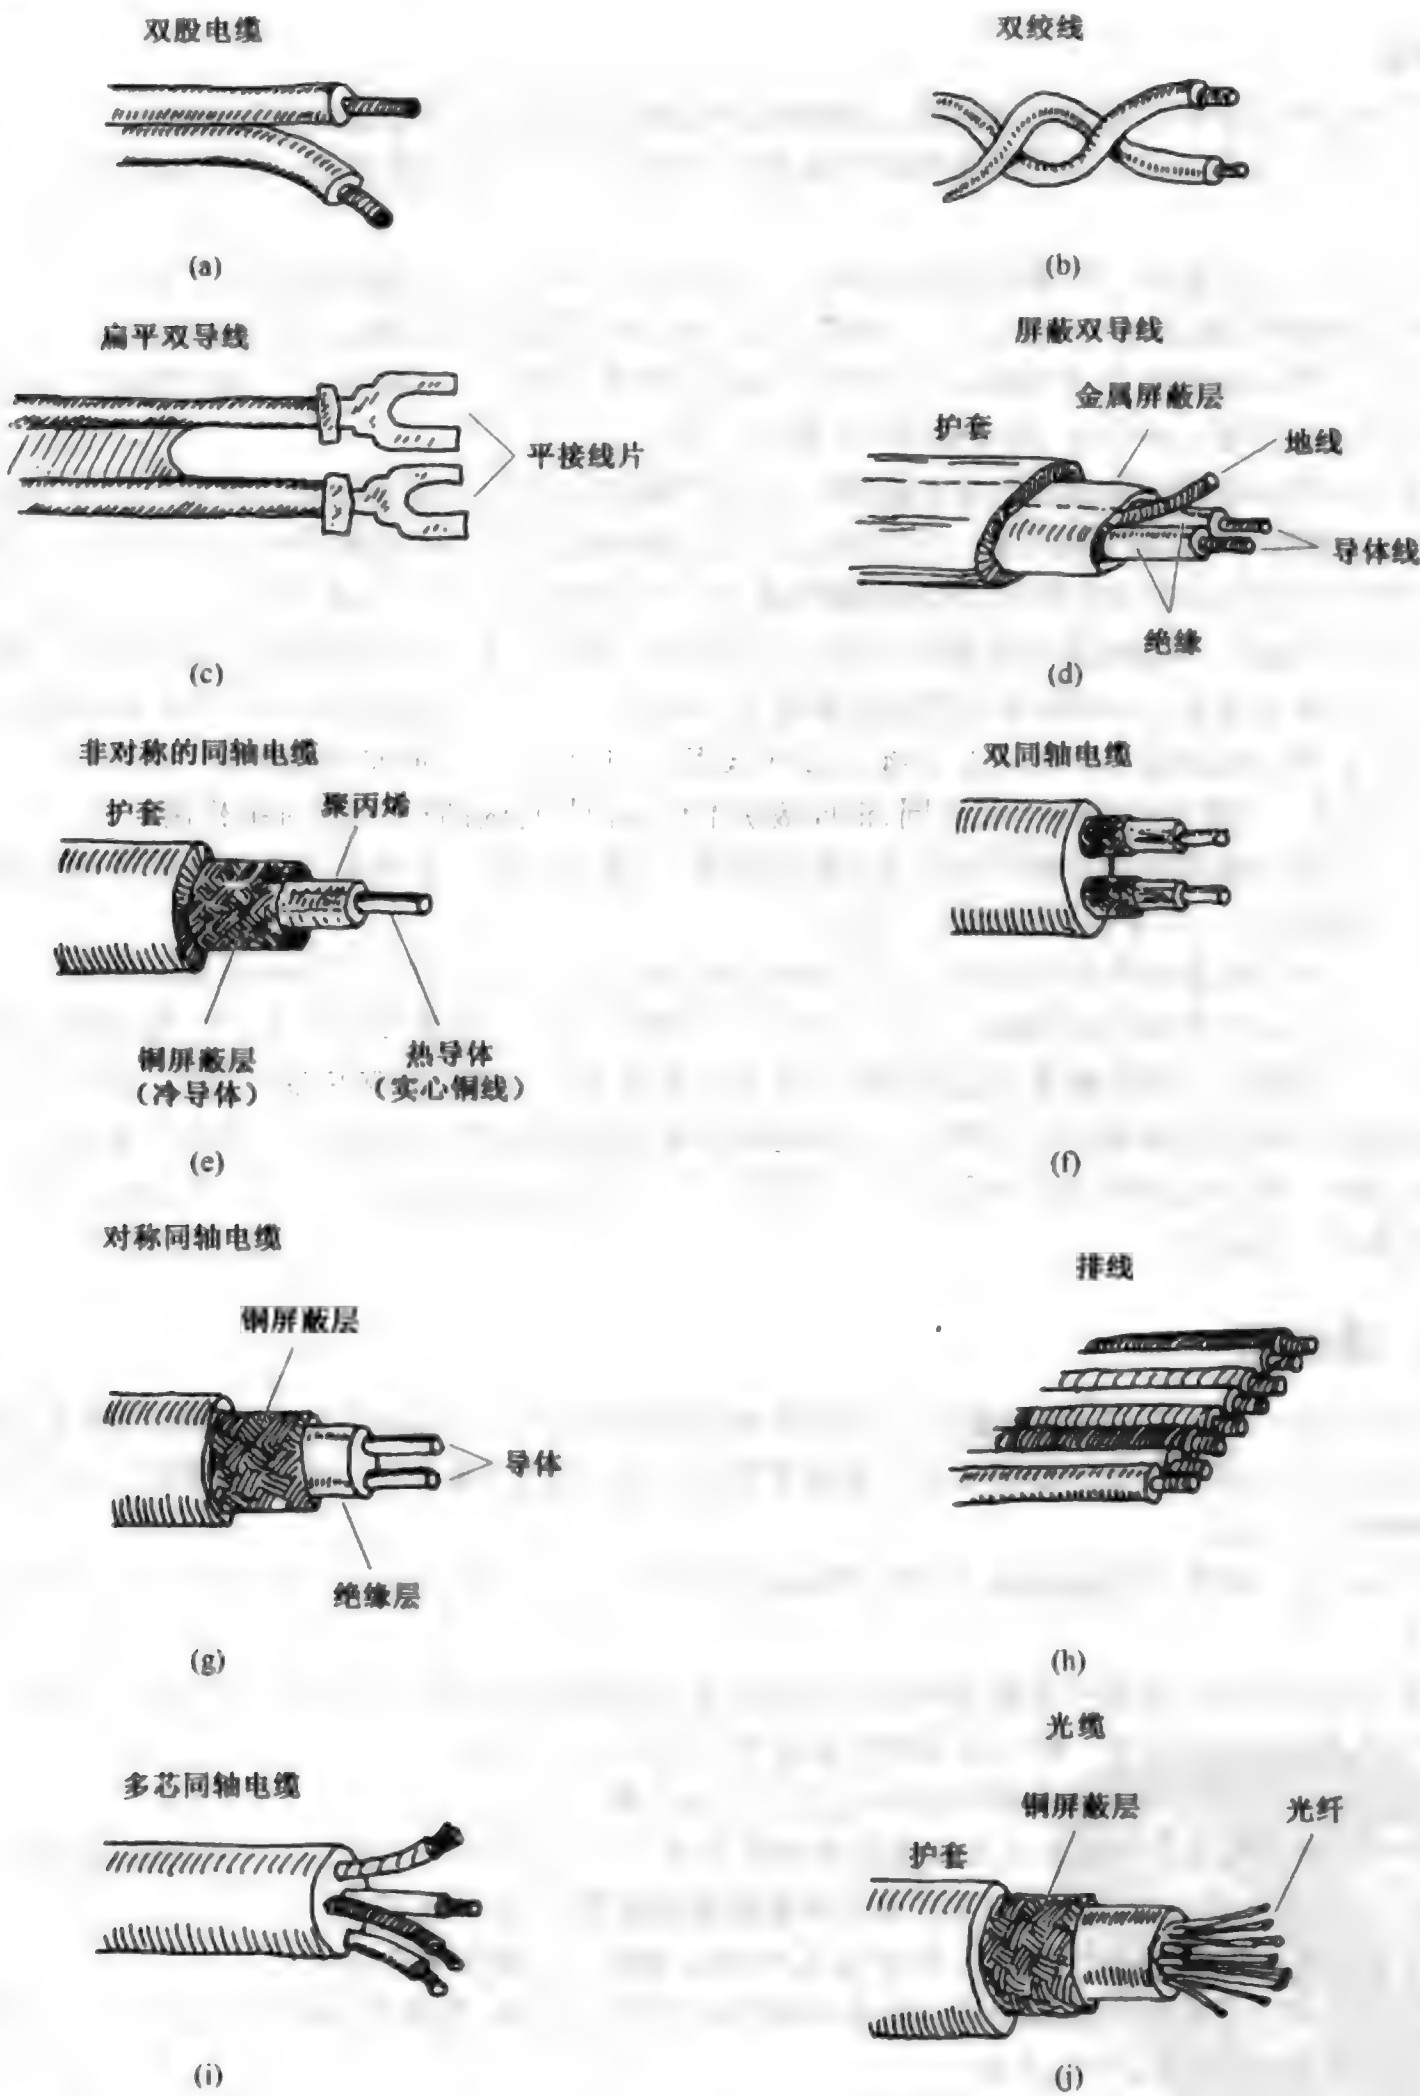 双股电缆
双绞线
(a)
(b)
扁平双导线
屏蔽双导线
金属屏蔽层
护套
地线
平接线片
导体线
绝缘
(c)
(d)
非对称的同轴电缆
双同轴电缆
护套
聚丙烯
铜屏蔽层
(冷导体)
热导体
(实心铜线)
(e)
(f)
对称同轴电缆
排线
铜屏蔽层
导体
绝缘层
(g)
(h)
光缆
多芯同轴电缆
铜屏蔽层
光纤
护套
(i)
(j)